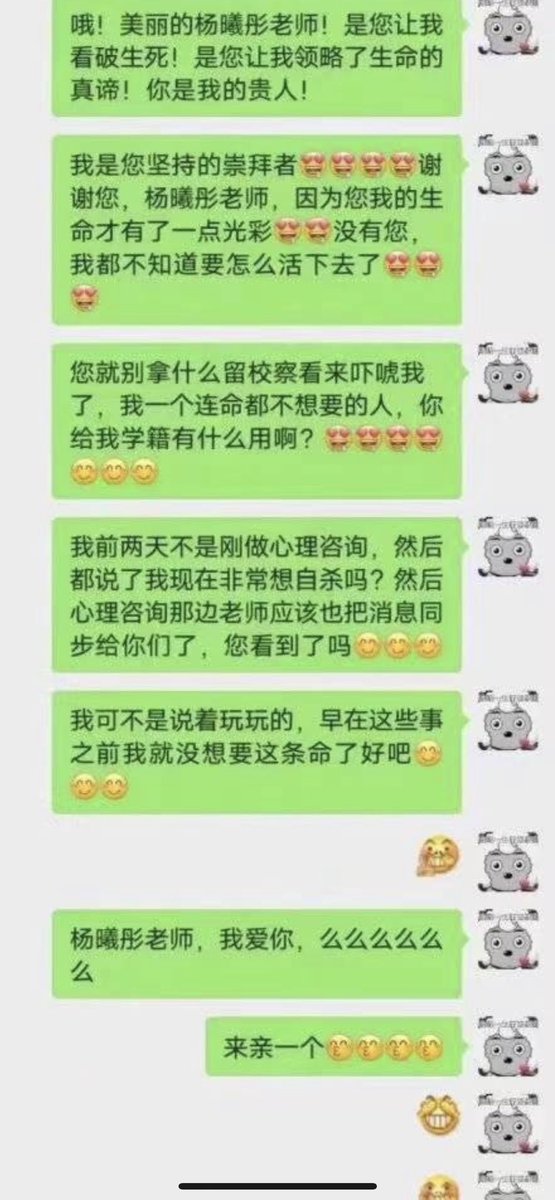 哦！美丽的杨曦彤老师！是您让我
看破生死！是您让我领略了生命的
真谛！你是我的贵人！
我是您坚持的崇拜者😍😍😍😍谢
谢您，杨曦彤老师，因为您我的生
命才有了一点光彩😍😍没有您，
我都不知道要怎么活下去了😍😍
😍
您就别拿什么留校察看来吓唬我
了，我一个连命都不想要的人，你
给我学籍有什么用啊？😍😍😍😍
😊😊😊
我前两天不是刚做心理咨询，然后
都说了我现在非常想自杀吗？然后
心理咨询那边老师应该也把消息同
步给你们了，您看到了吗😊😊😊
我可不是说着玩玩的，早在这些事
之前我就没想要这条命了好吧😊
😊😊
杨曦彤老师，我爱你，么么么么么
么
来亲一个😙😙😙😙